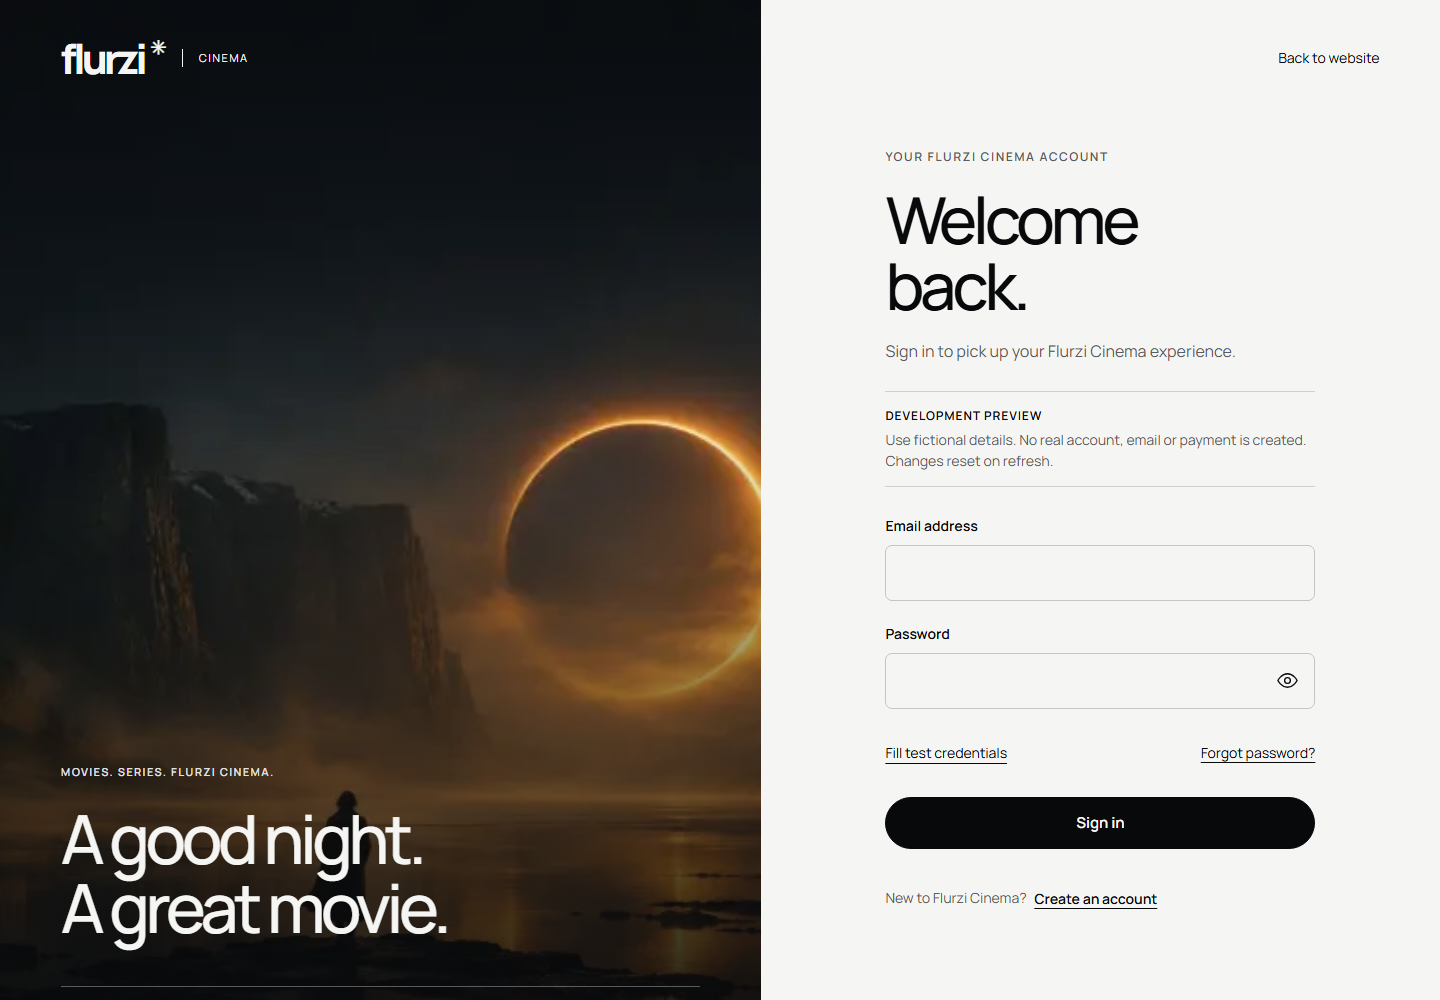 flurzi
CINEMA
MOVIES. SERIES. FLURZI CINEMA.
A good night.
A great movie.
Back to website
YOUR FLURZI CINEMA ACCOUNT
Welcome
back.
Sign in to pick up your Flurzi Cinema experience.
DEVELOPMENT PREVIEW
Use fictional details. No real account, email or payment is created.
Changes reset on refresh.
Email address
Password
Fill test credentials
Forgot password?
Sign in
New to Flurzi Cinema? Create an account